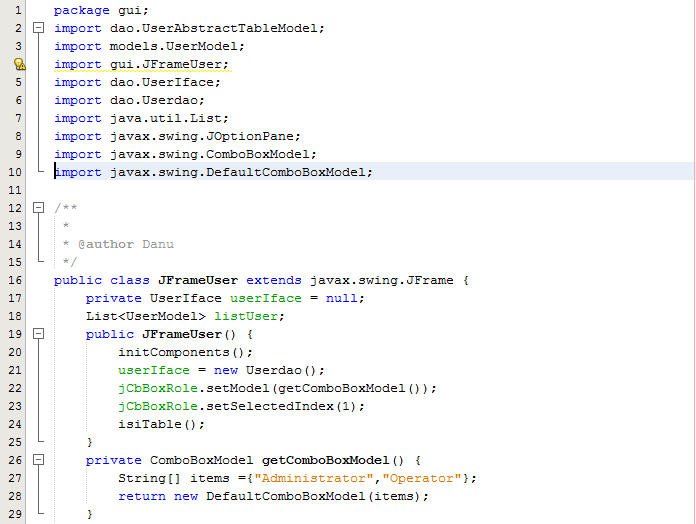 1 package gui;
2 import dao.UserAbstractTableModel;
3 import models.UserModel;
import gui.JFrameUser;
5 import dao.UserIface;
6 import dao.Userdao;
7 import java.util.List;
8 import javax.swing.JOptionPane;
9 import javax.swing.ComboBoxModel;
10 import javax.swing.DefaultComboBoxModel;
11
12 /**
13 *
14 * @author Danu
15 */
16 public class JFrameUser extends javax.swing.JFrame {
17 private UserIface userIface = null;
18 List<UserModel> listUser;
19 public JFrameUser() {
20 initComponents();
21 userIface = new Userdao();
22 jCbBoxRole.setModel(getComboBoxModel());
23 jCbBoxRole.setSelectedIndex(1);
24 isiTable();
25 }
26 private ComboBoxModel getComboBoxModel() {
27 String[] items ={"Administrator","Operator"};
28 return new DefaultComboBoxModel(items);
29 }